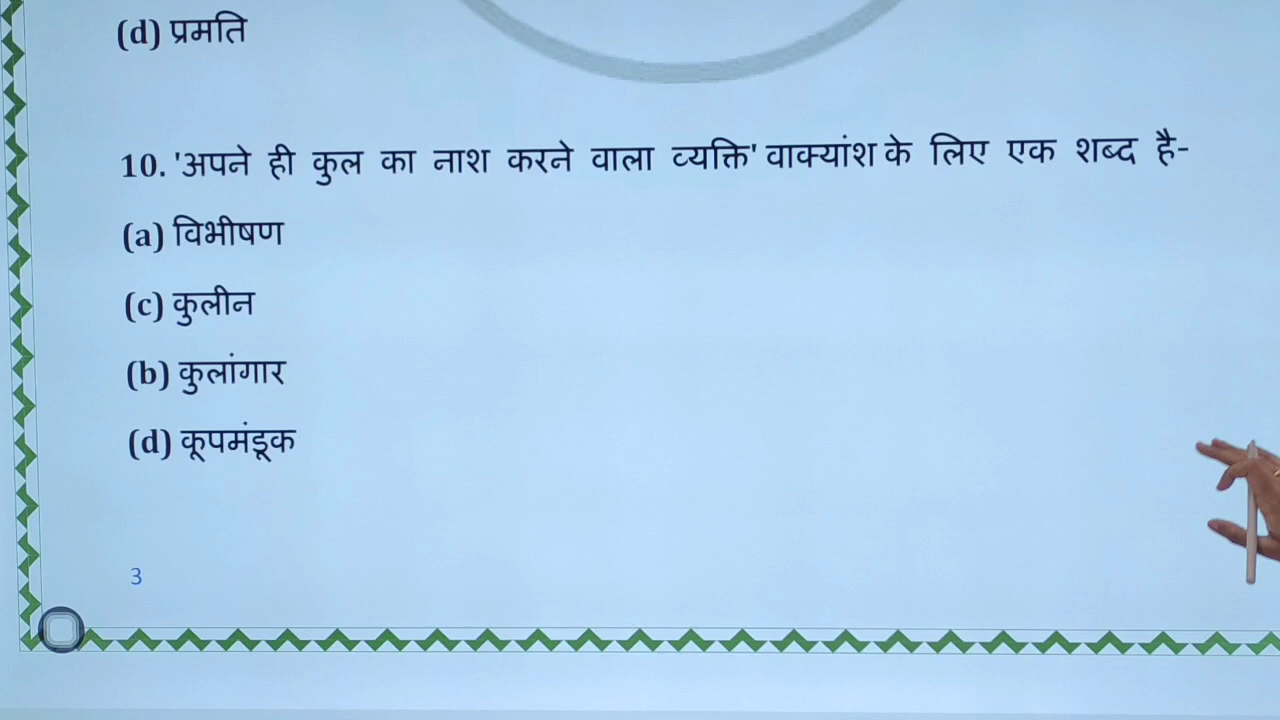 (d) प्रमति
10. 'अपने ही कुल का नाश करने वाला व्यक्ति' वाक्यांश के लिए एक शब्द है-
(a) विभीषण
(c) कुलीन
(b) कुलांगार
(d) कूपमंडूक
3